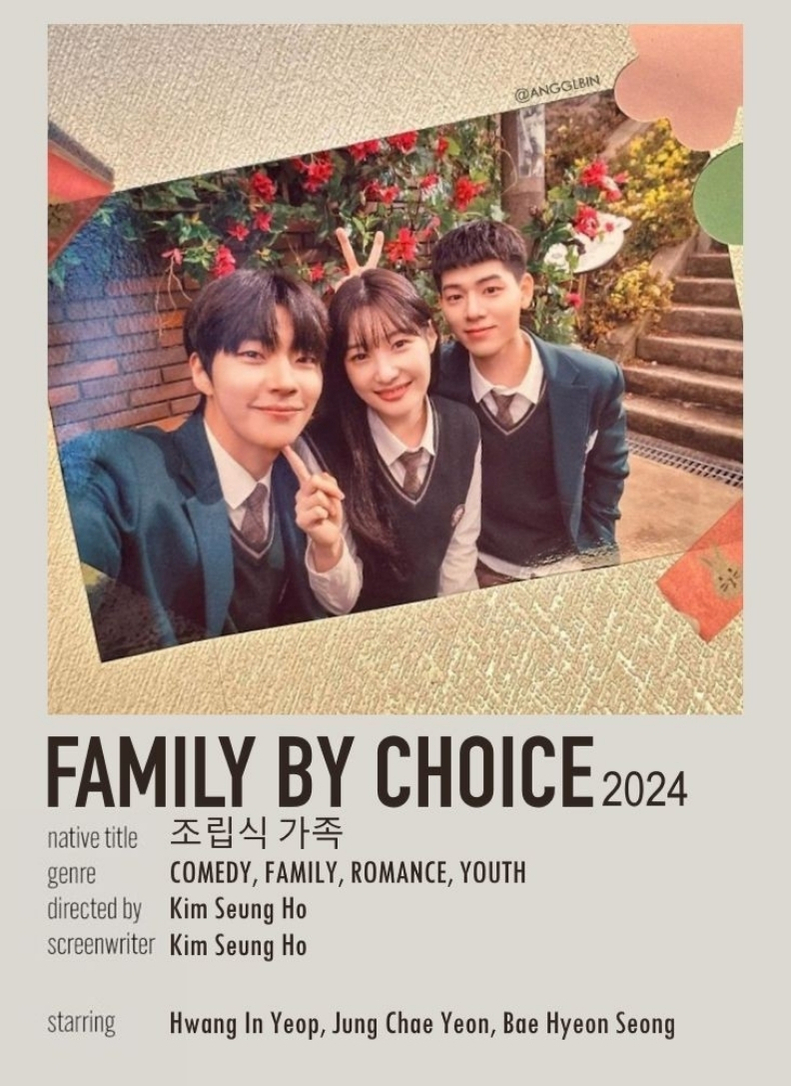 @ANGGLBIN
FAMILY BY CHOICE 2024
native title 조립식 가족
genre COMEDY, FAMILY, ROMANCE, YOUTH
directed by Kim Seung Ho
screenwriter Kim Seung Ho
starring Hwang In Yeop, Jung Chae Yeon, Bae Hyeon Seong